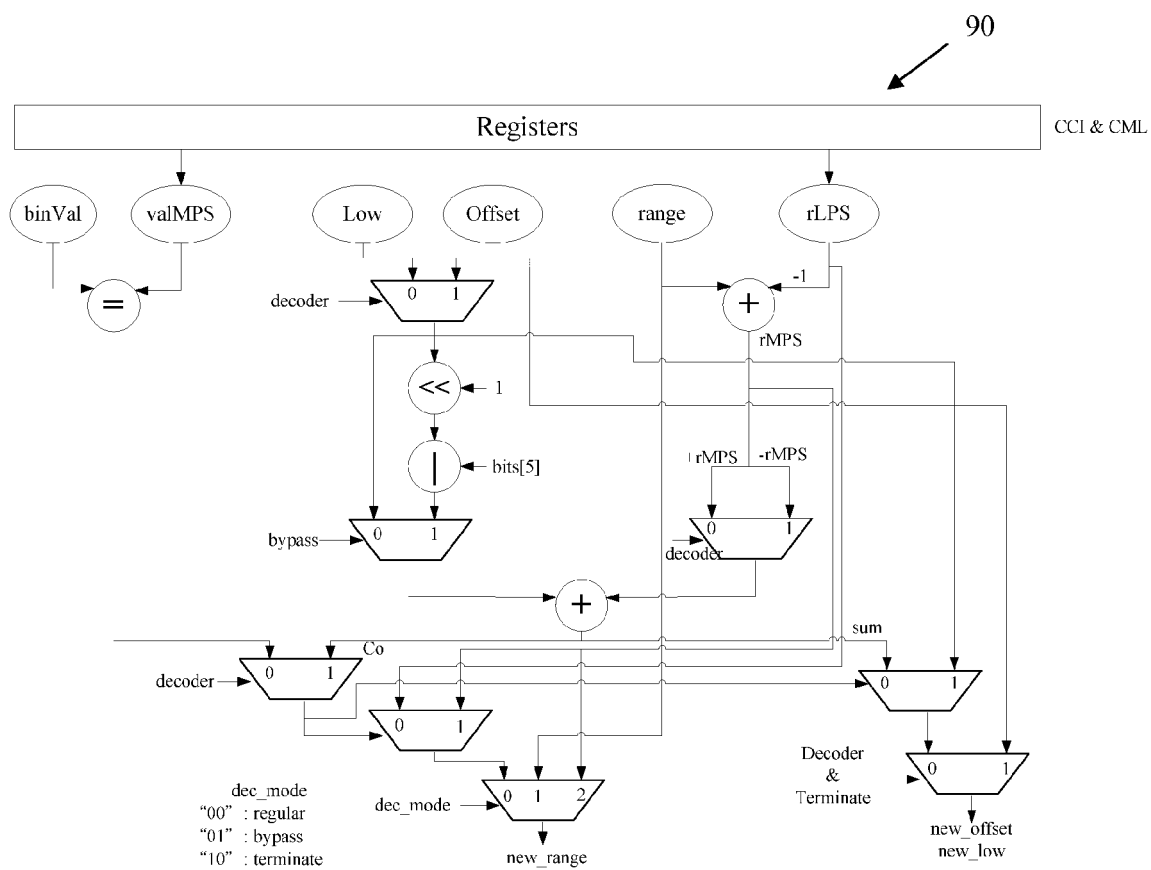 90
Registers
CCI & CML
binVal
valMPS
Low
Offset
range
rLPS
=
decoder
0 1
-1
+
rMPS
<<
1
|
bits[5]
rMPS
-rMPS
bypass
0 1
decoder
0 1
+
sum
Co
decoder
0 1
0 1
0 1
0 1
Decoder
&
Terminate
dec_mode
"00" : regular
"01" : bypass
"10" : terminate
dec_mode
0 1 2
new_range
new_offset
new_low